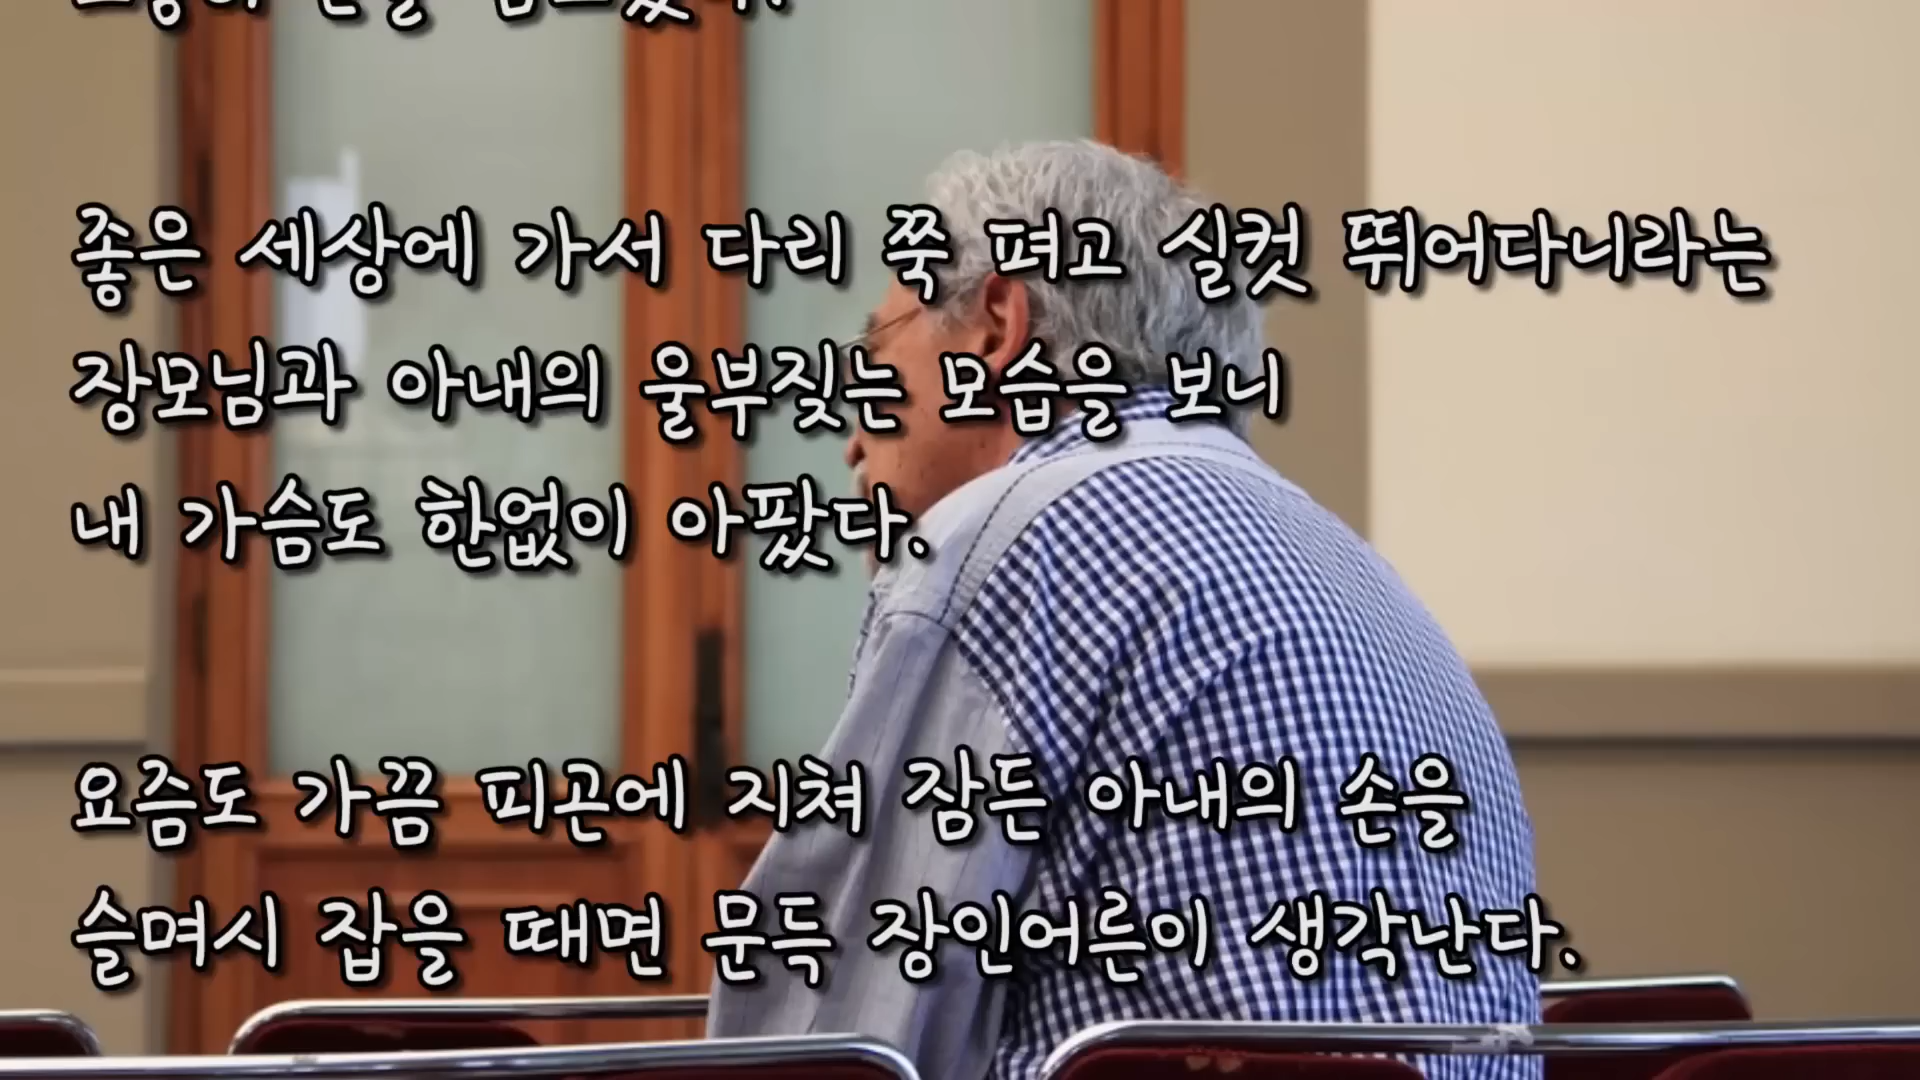 좋은 세상에 가서 다리 쭉 펴고 실컷 뛰어다니라는
장모님과 아내의 울부짖는 모습을 보니
내 가슴도 한없이 아팠다.
요즘도 가끔 피곤에 지쳐 잠든 아내의 손을
슬며시 잡을 때면 문득 장인어른이 생각난다.